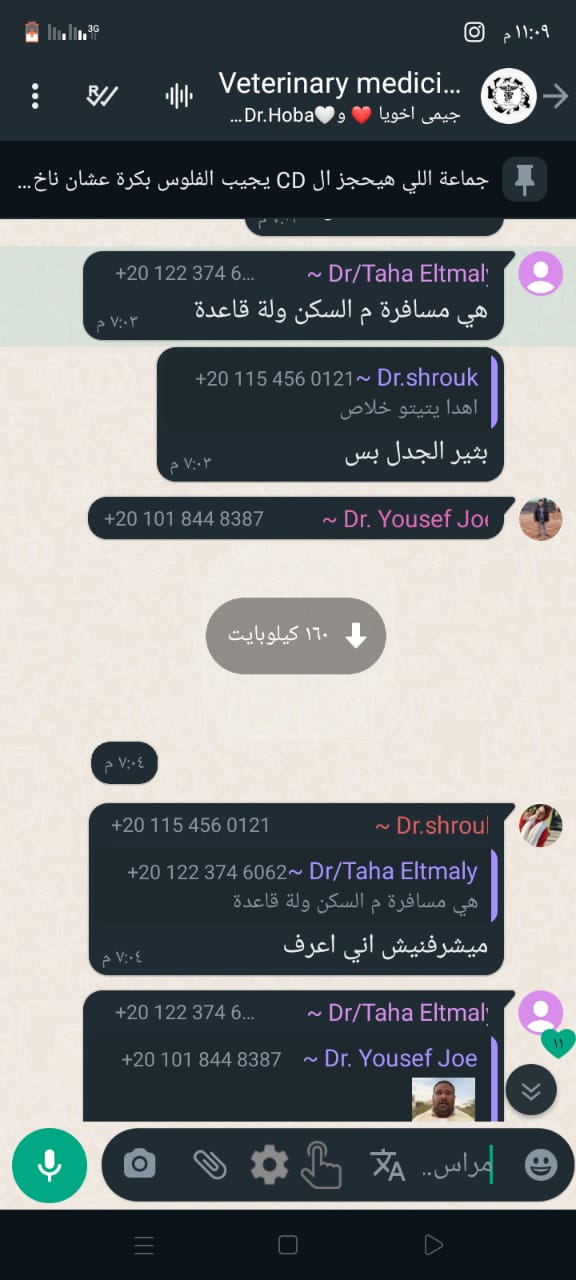 3G
١١:٠٩ م
Veterinary medici...
جيمى اخويا ❤️ و🤍Dr.Hoba...
جماعة اللي هيحجز ال CD يجيب الفلوس بكرة عشان ناخ...
~ Dr/Taha Eltmaly +20 122 374 6...
هي مسافرة م السكن ولة قاعدة
٧:٠٣ م
~ Dr.shrouk +20 115 456 0121
اهدا يتيتو خلاص
بثير الجدل بس
٧:٠٣ م
~ Dr. Yousef Joe +20 101 844 8387
١٦٠ كيلوبايت
٧:٠٤ م
~ Dr.shrouk +20 115 456 0121
~ Dr/Taha Eltmaly +20 122 374 6062
هي مسافرة م السكن ولة قاعدة
ميشرفنيش اني اعرف
٧:٠٤ م
~ Dr/Taha Eltmaly +20 122 374 6...
~ Dr. Yousef Joe +20 101 844 8387
١١
مراس..